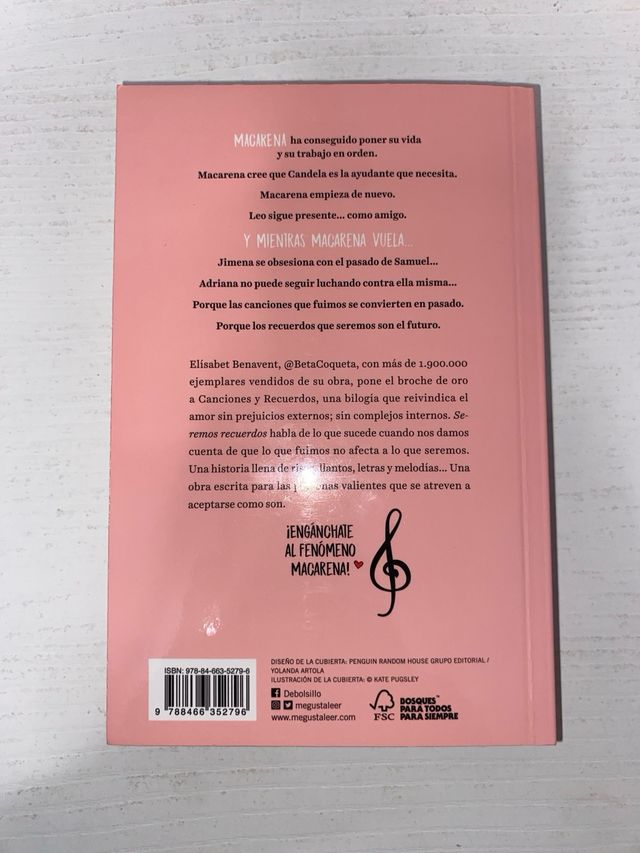 MACARENA ha conseguido poner su vida
y su trabajo en orden.
Macarena cree que Candela es la ayudante que necesita.
Macarena empieza de nuevo.
Leo sigue presente... como amigo.
Y MIENTRAS MACARENA VUELA...
Jimena se obsesiona con el pasado de Samuel...
Adriana no puede seguir luchando contra ella misma...
Porque las canciones que fuimos se convierten en pasado.
Porque los recuerdos que seremos son el futuro.
Elísabet Benavent, @BetaCoqueta, con más de 1.900.000
ejemplares vendidos de su obra, pone el broche de oro
a Canciones y Recuerdos, una bilogía que reivindica el
amor sin prejuicios externos; sin complejos internos. Se-
remos recuerdos habla de lo que sucede cuando nos damos
cuenta de que lo que fuimos no afecta a lo que seremos.
Una historia llena de llantos, letras y melodías... Una
obra escrita para las valientes que se atreven a
aceptarse como son.
¡ENGÁNCHATE
AL FENÓMENO
MACARENA!
ISBN: 978-84-663-5279-6
9 788466 352796
DISEÑO DE LA CUBIERTA: PENGUIN RANDOM HOUSE GRUPO EDITORIAL /
YOLANDA ARTOLA
ILUSTRACIÓN DE LA CUBIERTA: © KATE PUGSLEY
Debolsillo
@megustaleer
www.megustaleer.com
FSC
BOSQUES
PARA TODOS
PARA SIEMPRE™